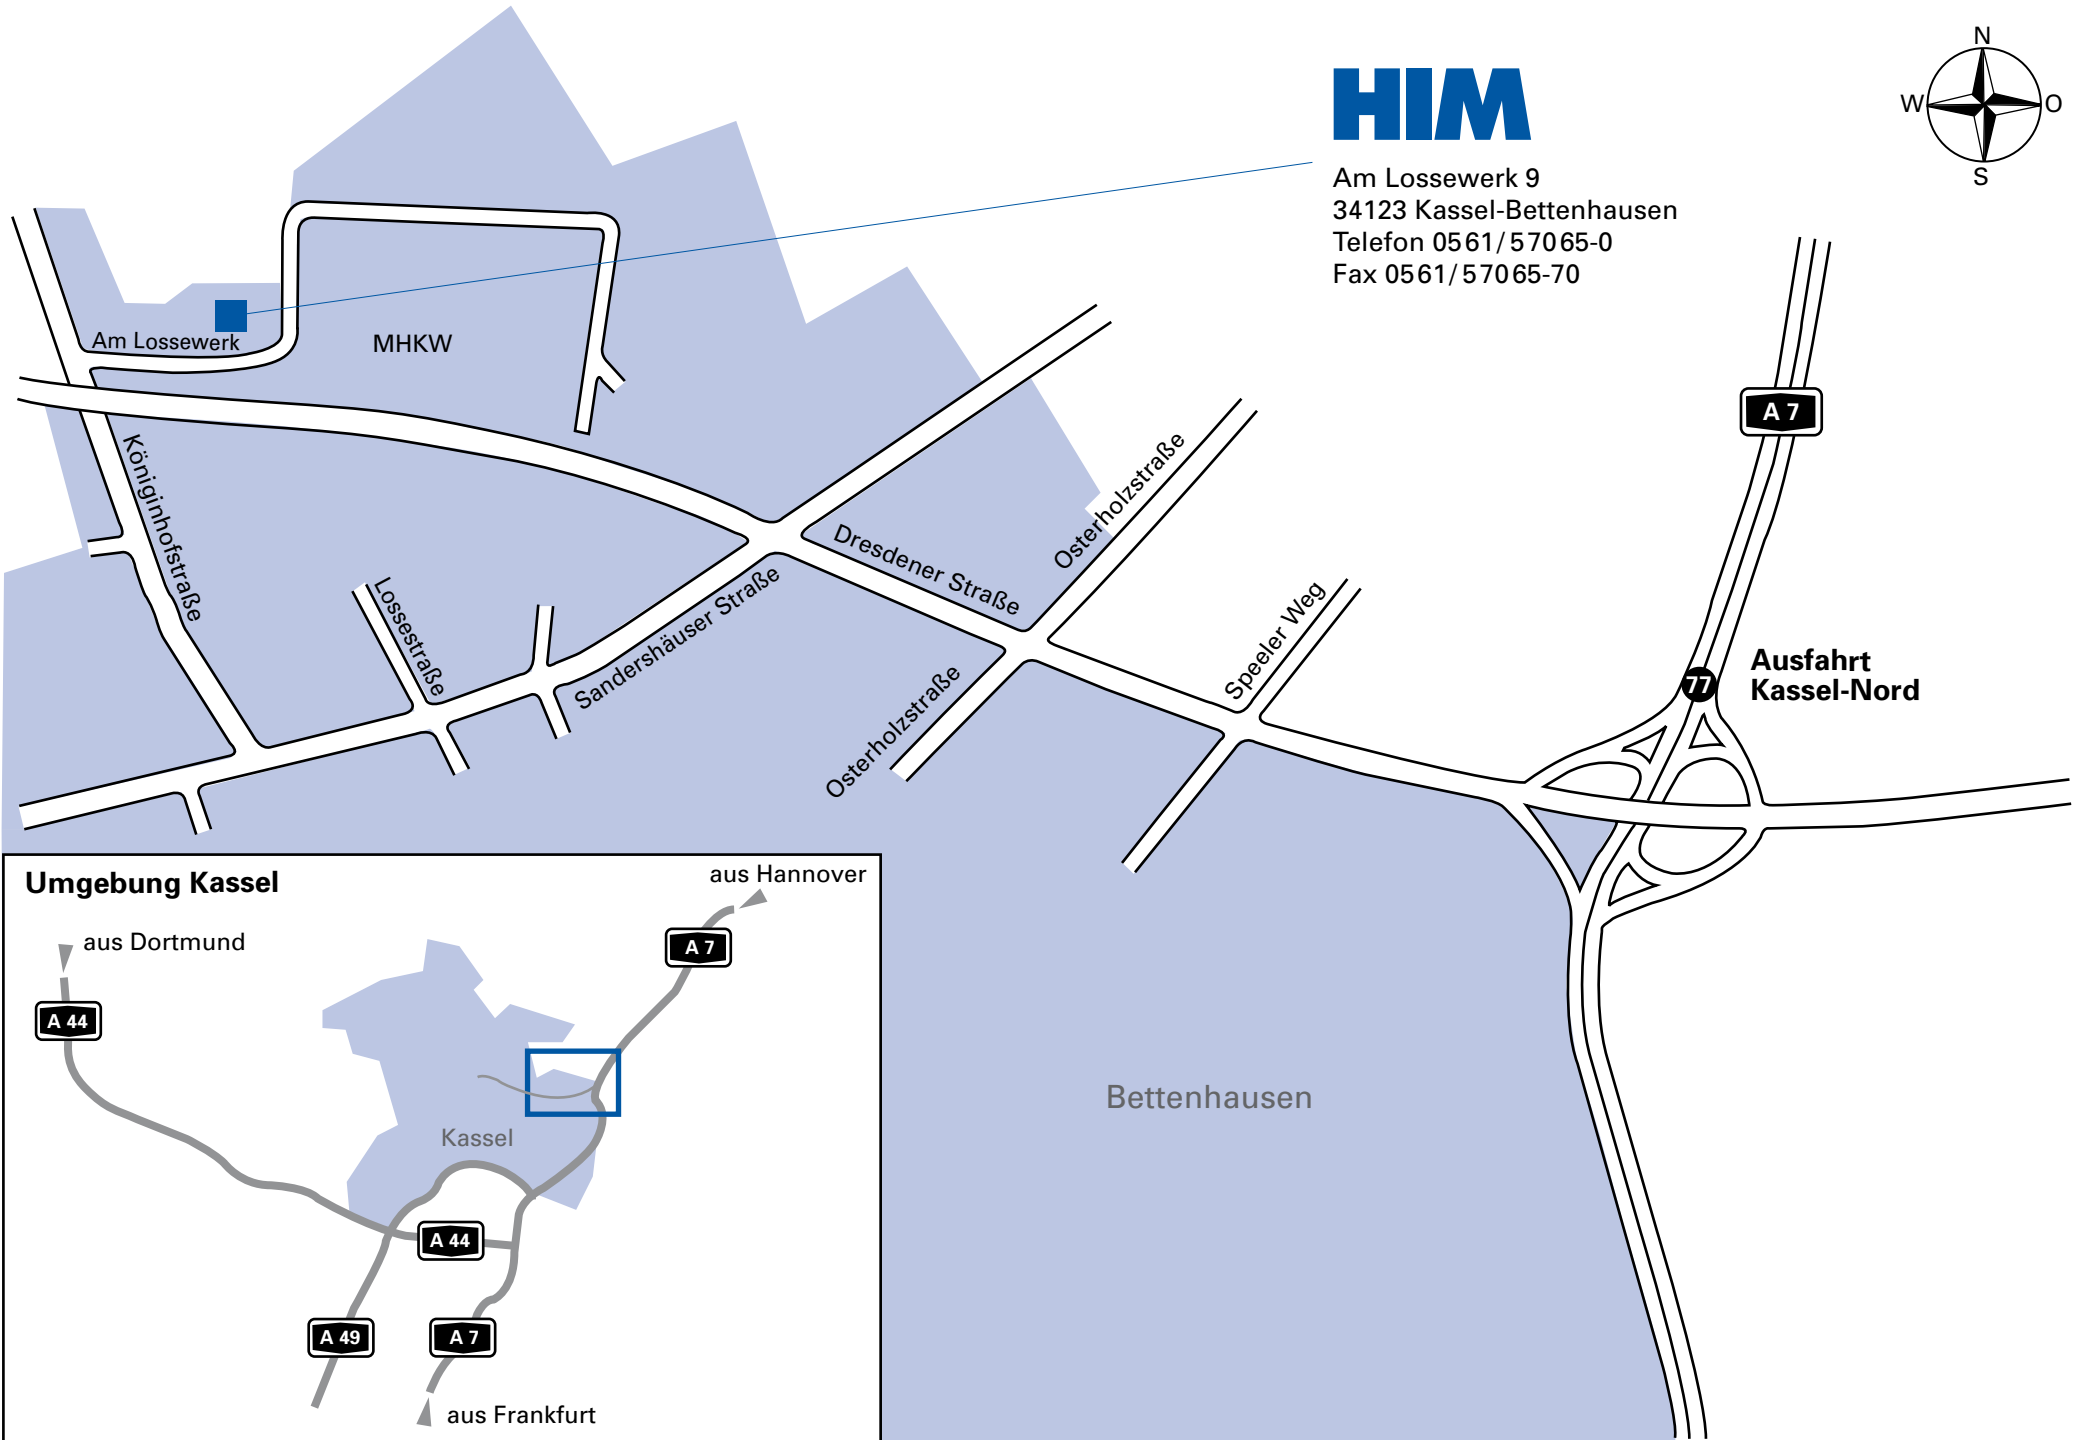 HIM
Am Lossewerk 9
34123 Kassel-Bettenhausen
Telefon 0561/57065-0
Fax 0561/57065-70
N
W
O
S
Am Lossewerk
MHKW
A 7
Königinhofstraße
Lossestraße
Sandershäuser Straße
Dresdener Straße
Osterholzstraße
Osterholzstraße
Speeler Weg
77
Ausfahrt
Kassel-Nord
Bettenhausen
Umgebung Kassel
aus Hannover
A 7
aus Dortmund
A 44
Kassel
A 44
A 49
A 7
aus Frankfurt